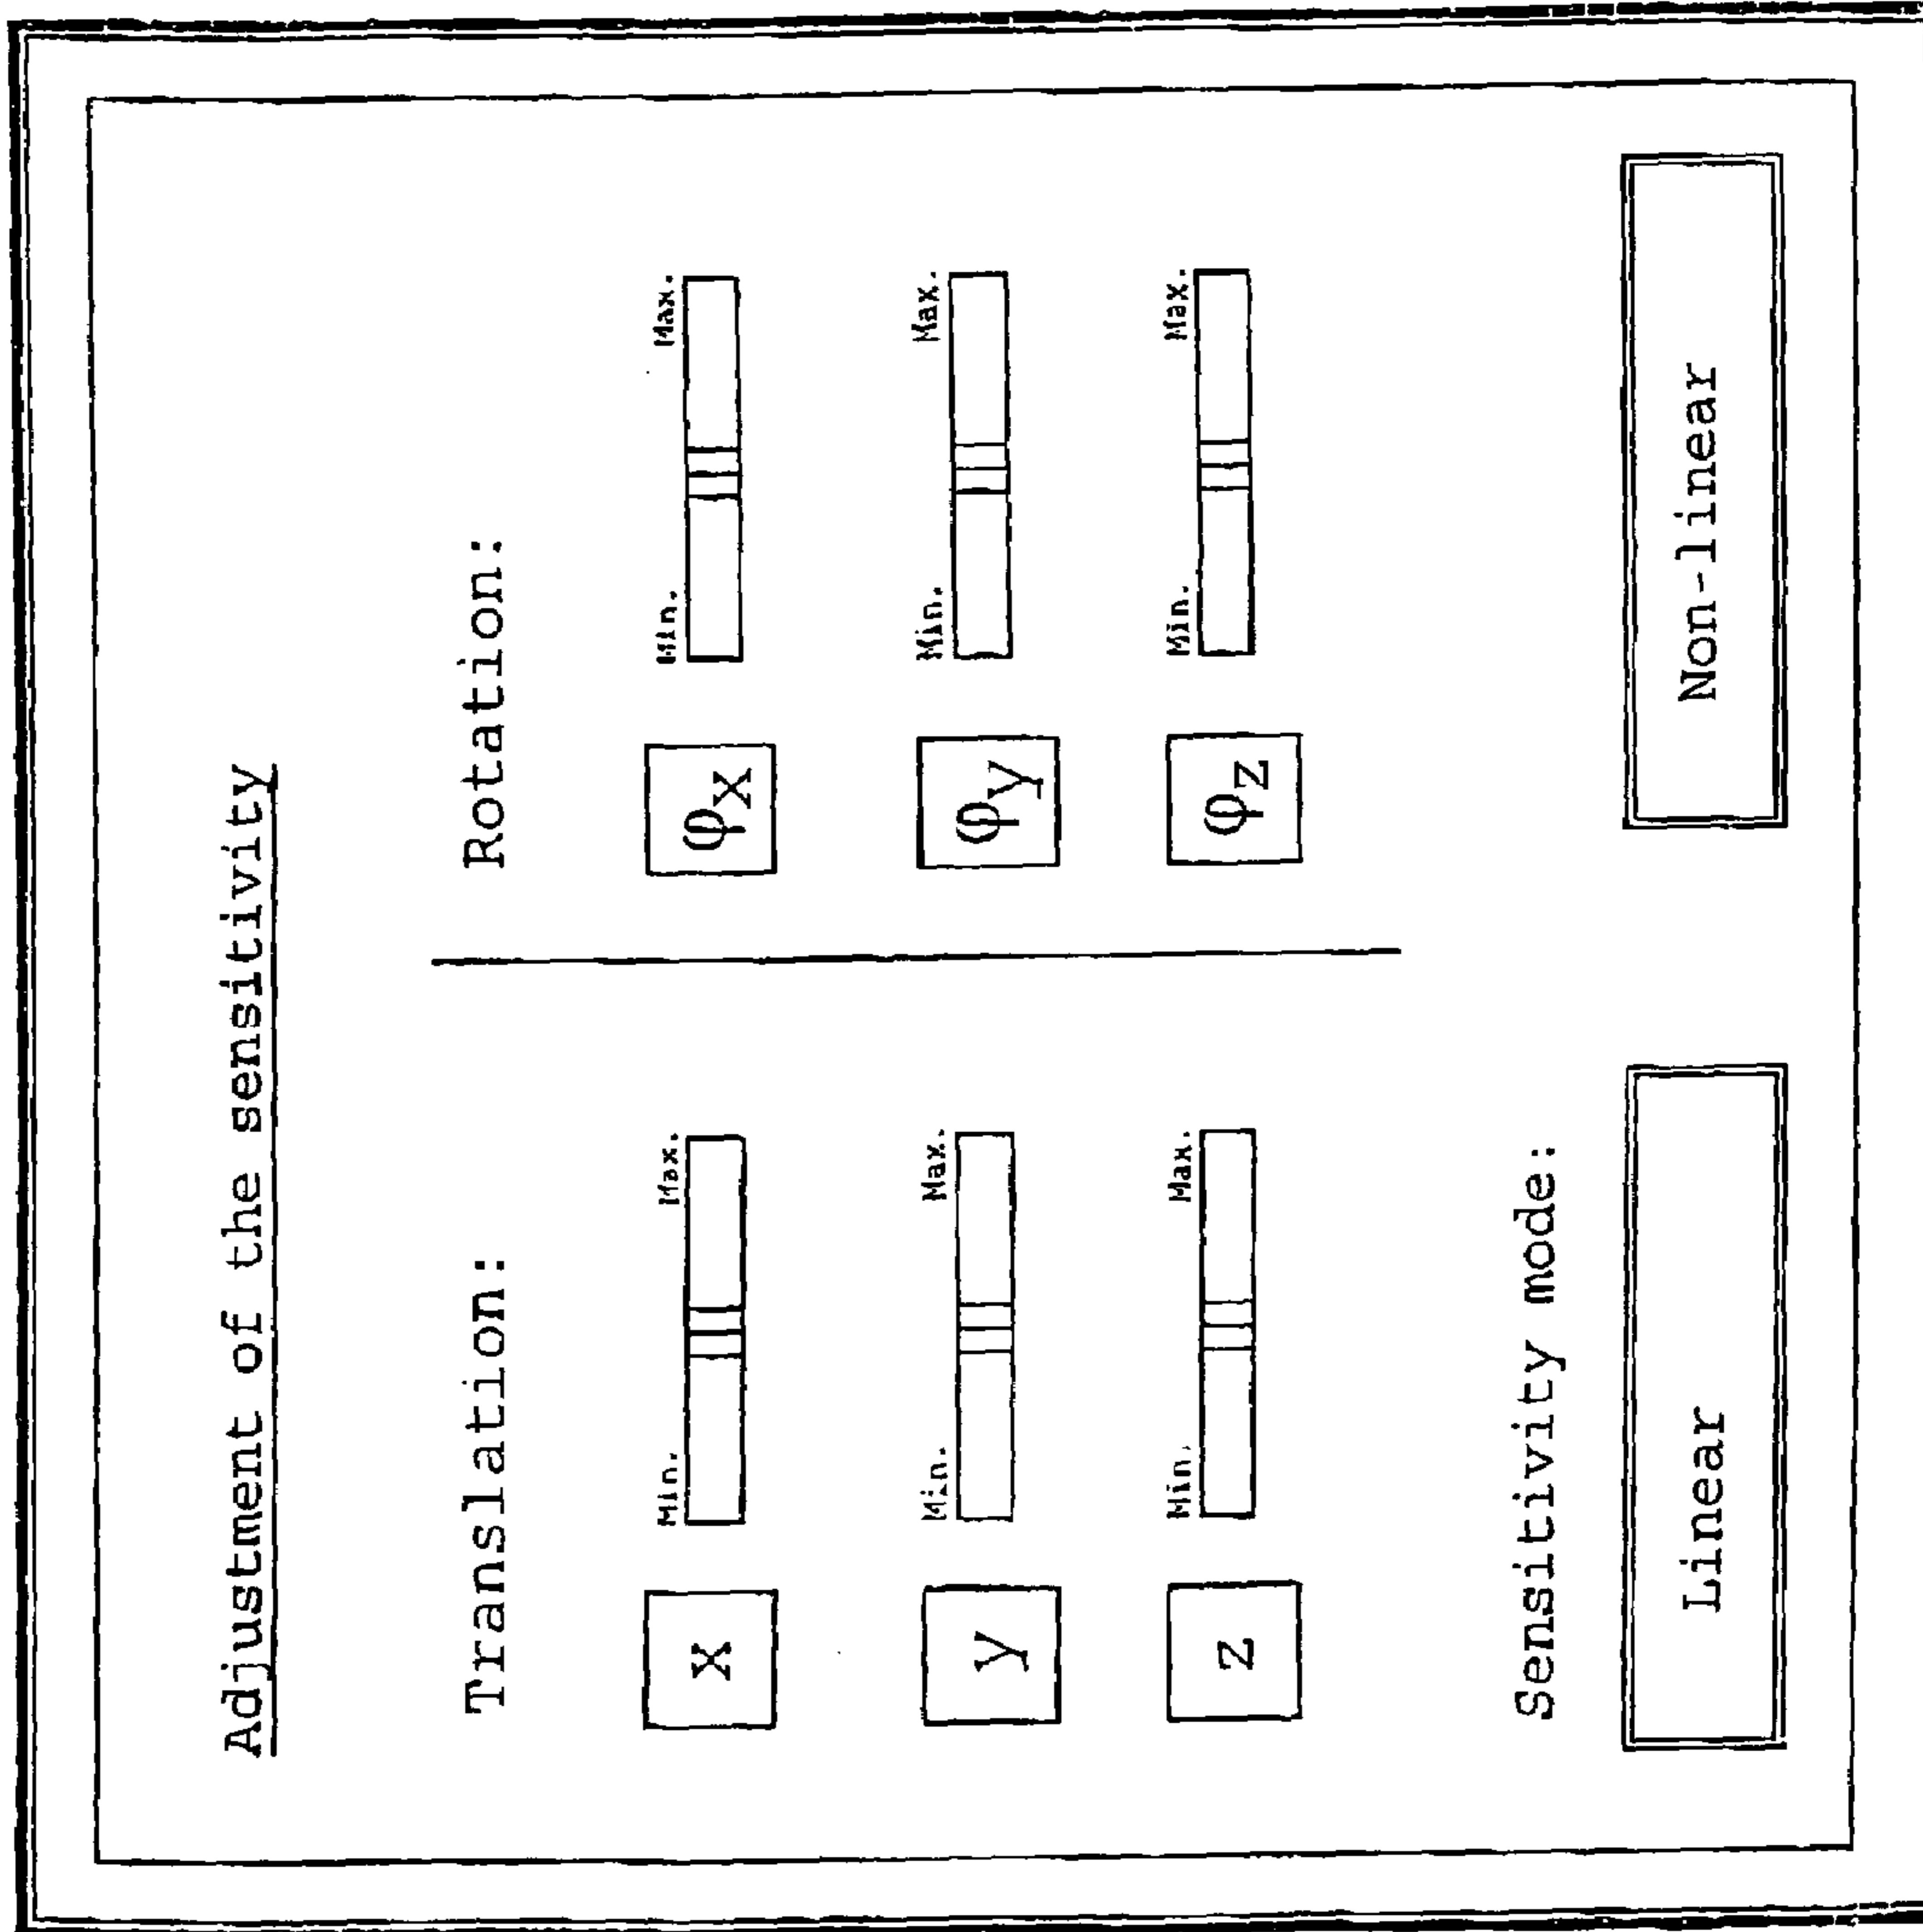 Adjustment of the sensitivity
Translation: Rotation:
Min. Max. Min. Max.
x φx
Min. Max. Min. Max.
y φy
Min. Max. Min. Max.
z φz
Sensitivity mode:
Linear Non-linear